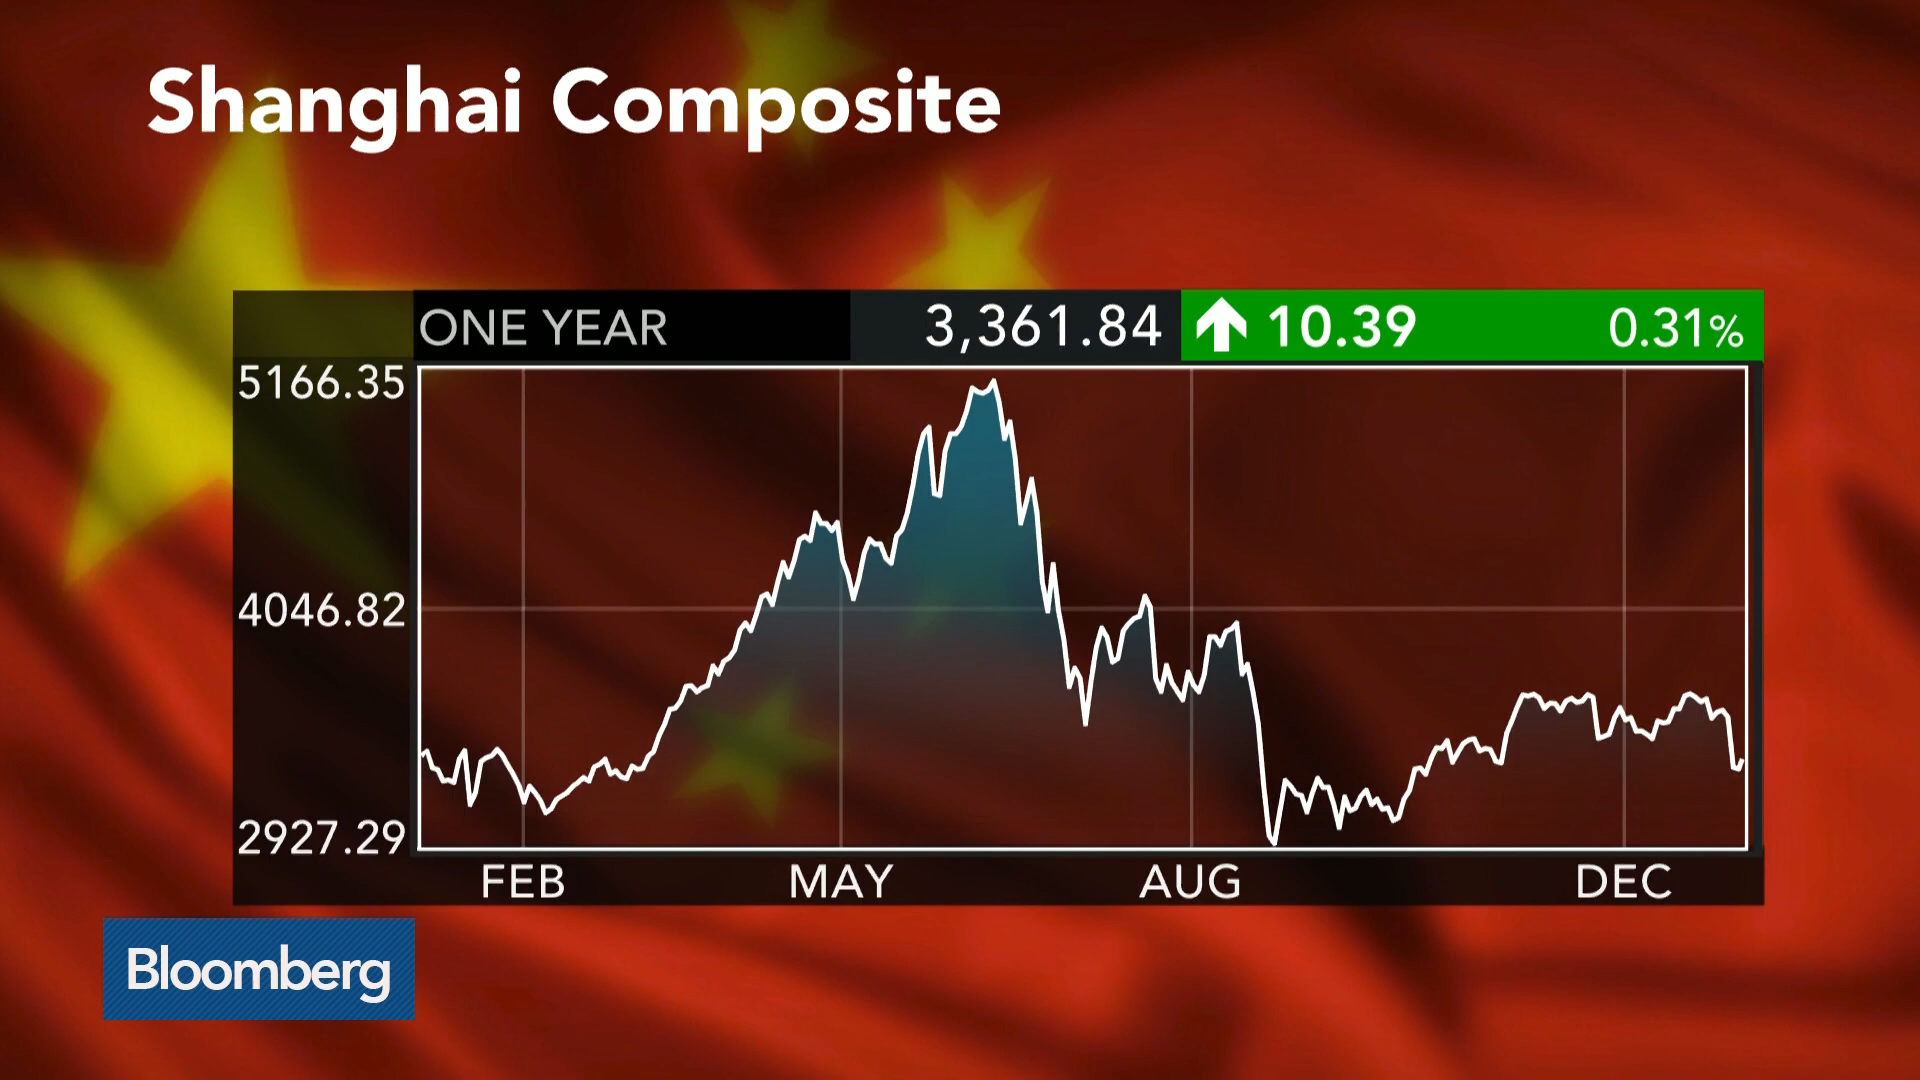 Shanghai Composite
ONE YEAR 3,361.84 10.39 0.31%
5166.35
4046.82
2927.29
FEB MAY AUG DEC
Bloomberg